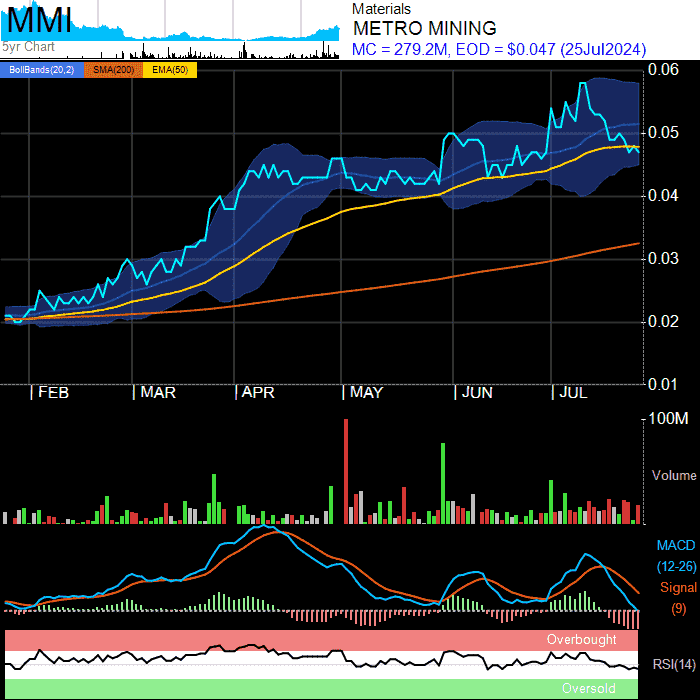 MMI
5yr Chart
Materials
METRO MINING
MC = 279.2M, EOD = $0.047 (25Jul2024)
BollBands(20,2) SMA(200) EMA(50)
0.06
0.05
0.04
0.03
0.02
0.01
FEB MAR APR MAY JUN JUL
100M
Volume
MACD
(12-26)
Signal
(9)
Overbought
RSI(14)
Oversold